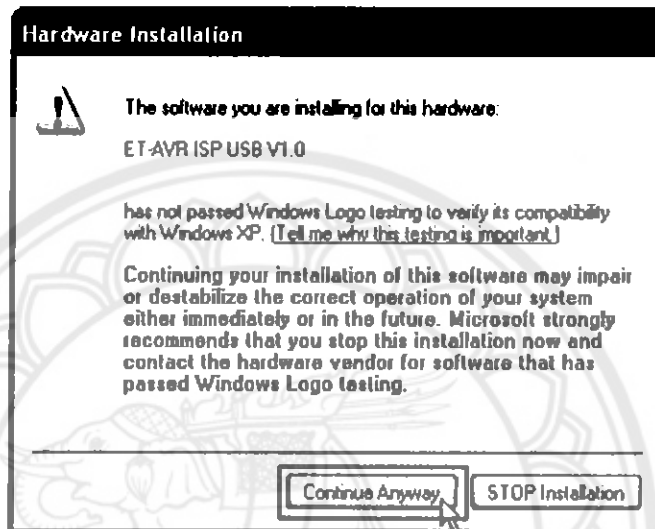 Hardware Installation
The software you are installing for this hardware:
ET-AVR ISP USB V1.0
has not passed Windows Logo testing to verify its compatibility
with Windows XP. (Tell me why this testing is important.)
Continuing your installation of this software may impair
or destabilize the correct operation of your system
either immediately or in the future. Microsoft strongly
recommends that you stop this installation now and
contact the hardware vendor for software that has
passed Windows Logo testing.
Continue Anyway
STOP Installation